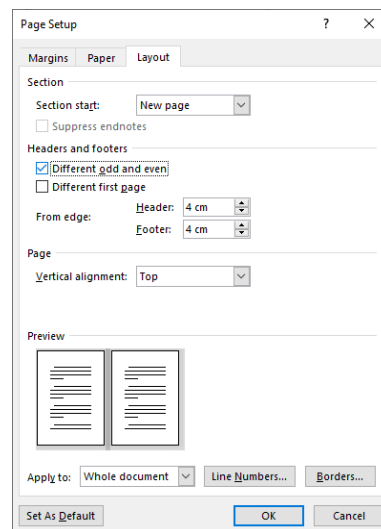 Page Setup ? ×
Margins Paper Layout
Section
Section start: New page
Suppress endnotes
Headers and footers
Different odd and even
Different first page
From edge: Header: 4 cm
Footer: 4 cm
Page
Vertical alignment: Top
Preview
Apply to: Whole document Line Numbers... Borders...
Set As Default OK Cancel